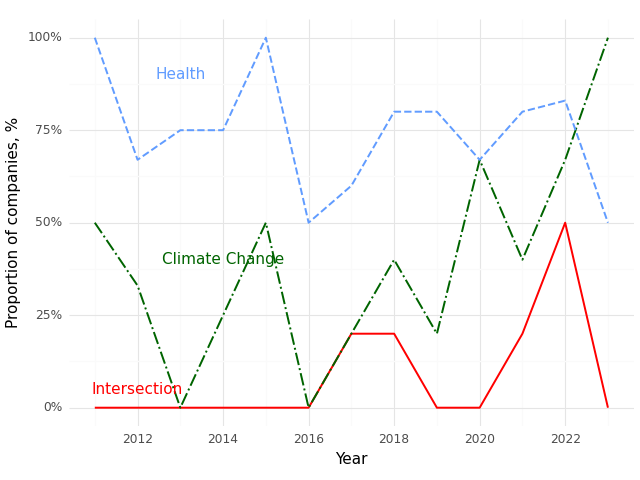 100%
Health
75%
50%
Climate Change
25%
Intersection
0%
2012 2014 2016 2018 2020 2022
Year
Proportion of companies, %